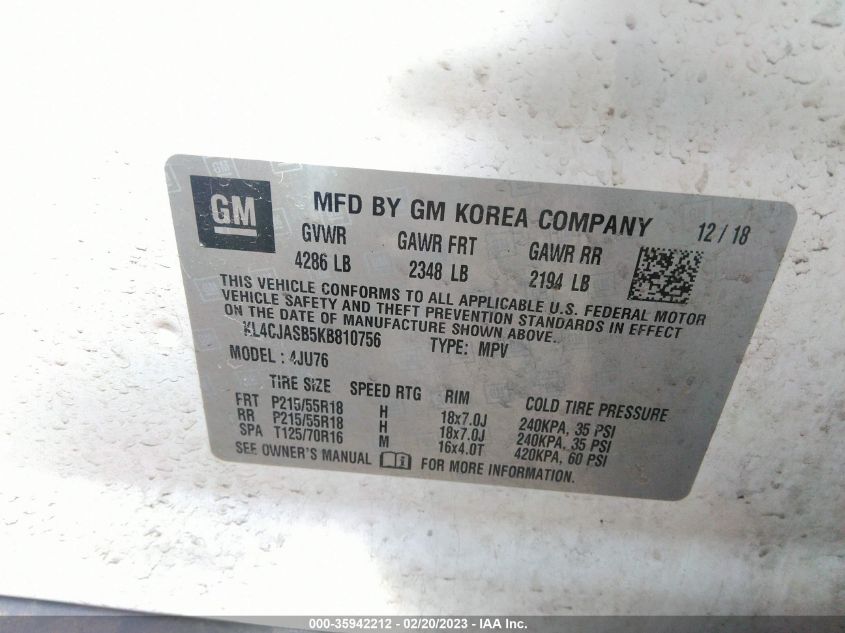 GM
MFD BY GM KOREA COMPANY 12/18
GVWR GAWR FRT GAWR RR
4286 LB 2348 LB 2194 LB
THIS VEHICLE CONFORMS TO ALL APPLICABLE U.S. FEDERAL MOTOR
VEHICLE SAFETY AND THEFT PREVENTION STANDARDS IN EFFECT
ON THE DATE OF MANUFACTURE SHOWN ABOVE.
KL4CJASB5KB810756 TYPE: MPV
MODEL: 4JU76
TIRE SIZE SPEED RTG RIM COLD TIRE PRESSURE
FRT P215/55R18 H 18x7.0J 240KPA, 35 PSI
RR P215/55R18 H 18x7.0J 240KPA, 35 PSI
SPA T125/70R16 M 16x4.0T 420KPA, 60 PSI
SEE OWNER'S MANUAL FOR MORE INFORMATION.
000-35942212 - 02/20/2023 - IAA Inc.